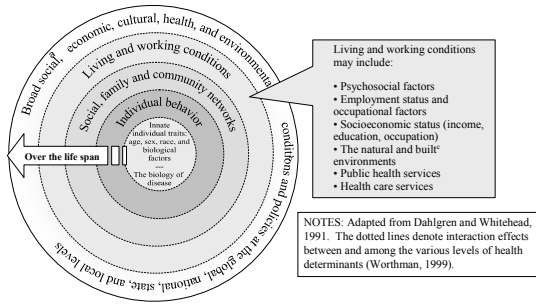 Broad social,ª economic, cultural, health, and environmental
conditions and policies at the global, national, state, and local levels
Living and working conditions
Social, family and community networks
Individual behavior
Innate
individual traits:
age, sex, race, and
biological
factors
---
The biology of
disease
Over the life span
Living and working conditions
may include:
• Psychosocial factors
• Employment status and
occupational factors
• Socioeconomic status (income,
education, occupation)
• The natural and builtᶜ
environments
• Public health services
• Health care services
NOTES: Adapted from Dahlgren and Whitehead,
1991. The dotted lines denote interaction effects
between and among the various levels of health
determinants (Worthman, 1999).